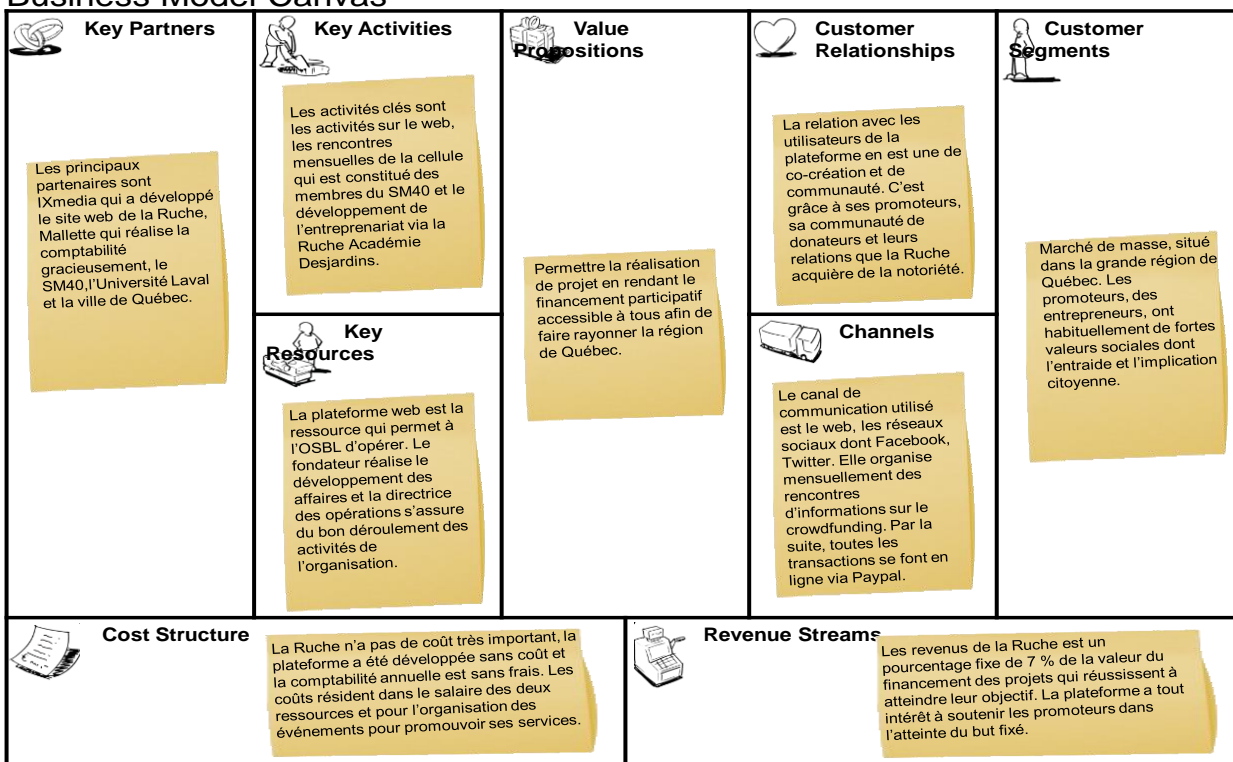 Business Model Canvas
Key Partners
Les principaux
partenaires sont
IXmedia qui a développé
le site web de la Ruche,
Mallette qui réalise la
comptabilité
gracieusement, le
SM40,l'Université Laval
et la ville de Québec.
Key Activities
Les activités clés sont
les activités sur le web,
les rencontres
mensuelles de la cellule
qui est constitué des
membres du SM40 et le
développement de
l'entreprenariat via la
Ruche Académie
Desjardins.
Key
Resources
La plateforme web est la
ressource qui permet à
l'OSBL d'opérer. Le
fondateur réalise le
développement des
affaires et la directrice
des opérations s'assure
du bon déroulement des
activités de
l'organisation.
Value
Propositions
Permettre la réalisation
de projet en rendant le
financement participatif
accessible à tous afin de
faire rayonner la région
de Québec.
Customer
Relationships
La relation avec les
utilisateurs de la
plateforme en est une de
co-création et de
communauté. C'est
grâce à ses promoteurs,
sa communauté de
donateurs et leurs
relations que la Ruche
acquière de la notoriété.
Channels
Le canal de
communication utilisé
est le web, les réseaux
sociaux dont Facebook,
Twitter. Elle organise
mensuellement des
rencontres
d'informations sur le
crowdfunding. Par la
suite, toutes les
transactions se font en
ligne via Paypal.
Customer
Segments
Marché de masse, situé
dans la grande région de
Québec. Les
promoteurs, des
entrepreneurs, ont
habituellement de fortes
valeurs sociales dont
l'entraide et l'implication
citoyenne.
Cost Structure
La Ruche n'a pas de coût très important, la
plateforme a été développée sans coût et
la comptabilité annuelle est sans frais. Les
coûts résident dans le salaire des deux
ressources et pour l'organisation des
événements pour promouvoir ses services.
Revenue Streams
Les revenus de la Ruche est un
pourcentage fixe de 7 % de la valeur du
financement des projets qui réussissent à
atteindre leur objectif. La plateforme a tout
intérêt à soutenir les promoteurs dans
l'atteinte du but fixé.